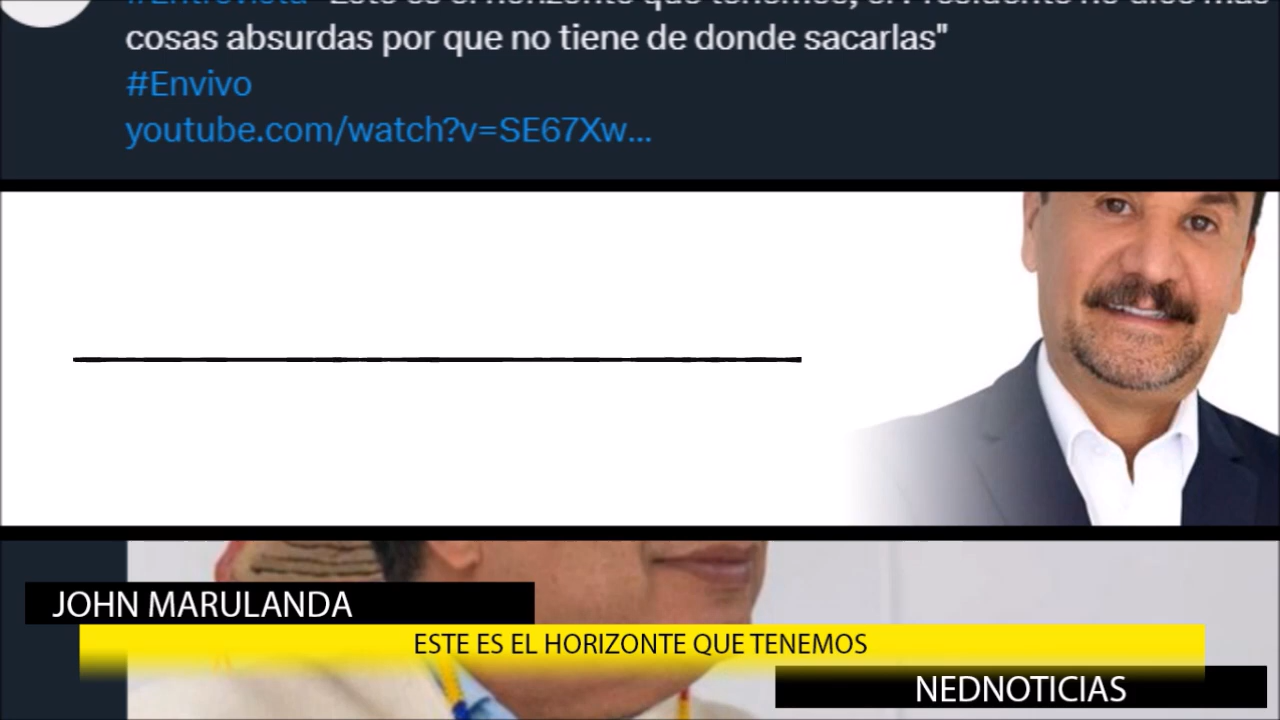 cosas absurdas por que no tiene de donde sacarlas"
#Envivo
youtube.com/watch?v=SE67Xw...
JOHN MARULANDA
ESTE ES EL HORIZONTE QUE TENEMOS
NEDNOTICIAS